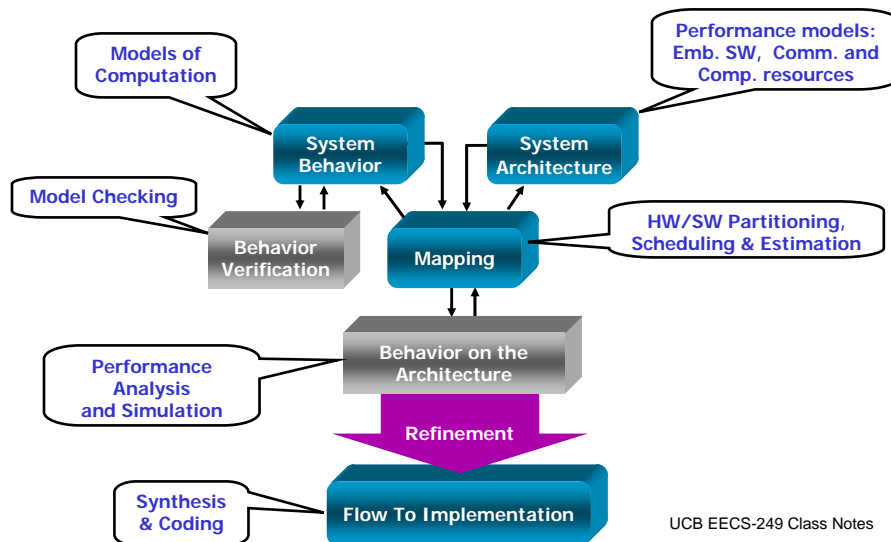 Models of
Computation
Performance models:
Emb. SW, Comm. and
Comp. resources
System
Behavior
System
Architecture
Model Checking
Behavior
Verification
Mapping
HW/SW Partitioning,
Scheduling & Estimation
Behavior on the
Architecture
Performance
Analysis
and Simulation
Refinement
Synthesis
& Coding
Flow To Implementation
UCB EECS-249 Class Notes